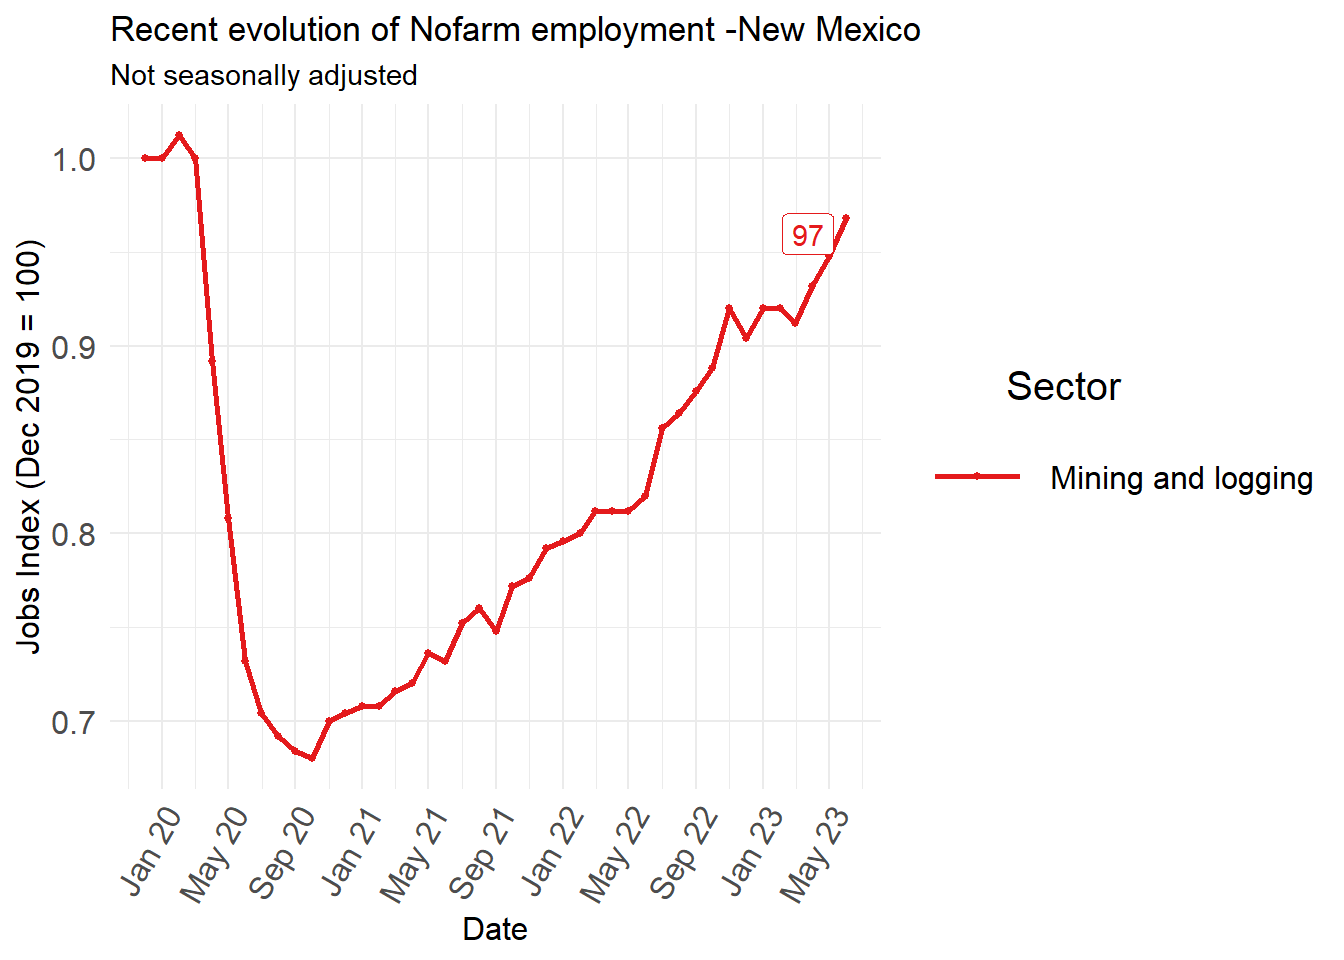 Recent evolution of Nofarm employment -New Mexico
Not seasonally adjusted
Jobs Index (Dec 2019 = 100)
1.0
0.9
0.8
0.7
97
Sector
Mining and logging
Jan 20
May 20
Sep 20
Jan 21
May 21
Sep 21
Jan 22
May 22
Sep 22
Jan 23
May 23
Date